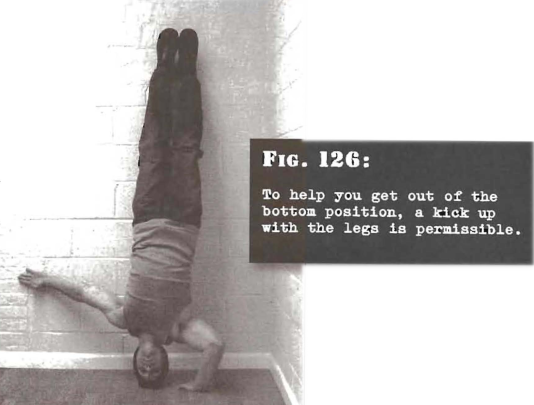 FIG. 126:
To help you get out of the
bottom position, a kick up
with the legs is permissible.